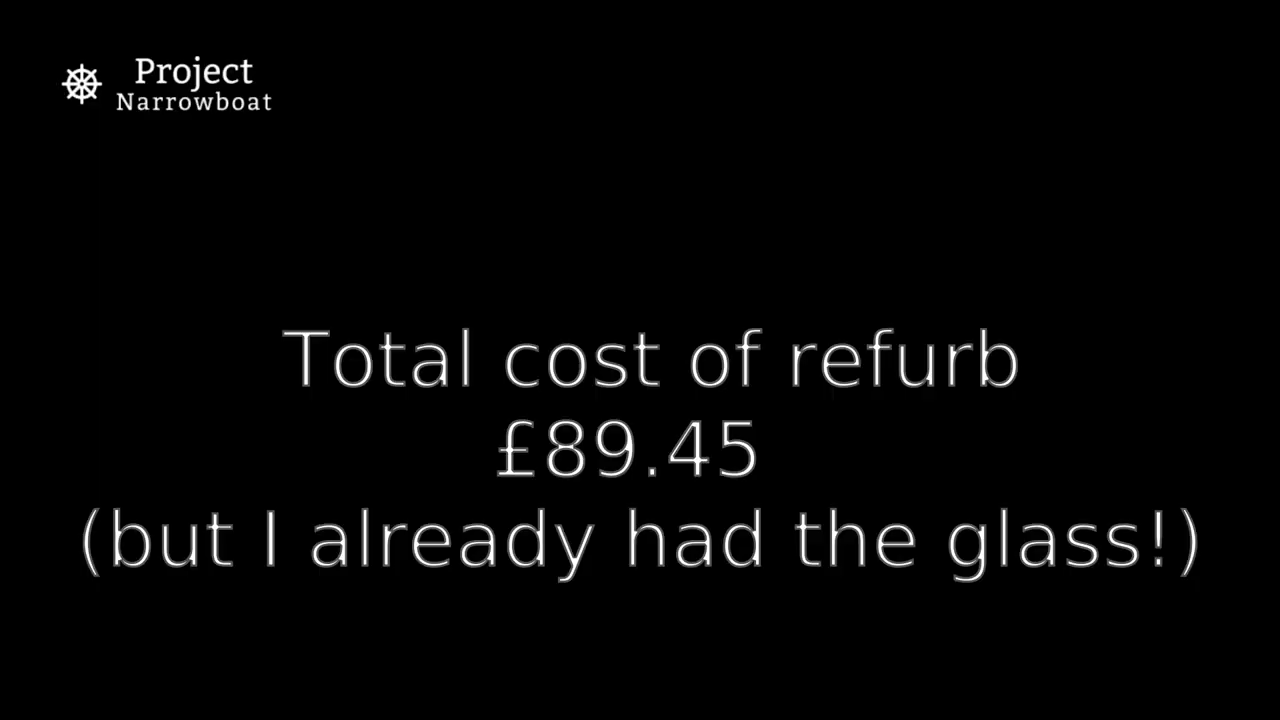 Project
Narrowboat
Total cost of refurb
£89.45
(but I already had the glass!)